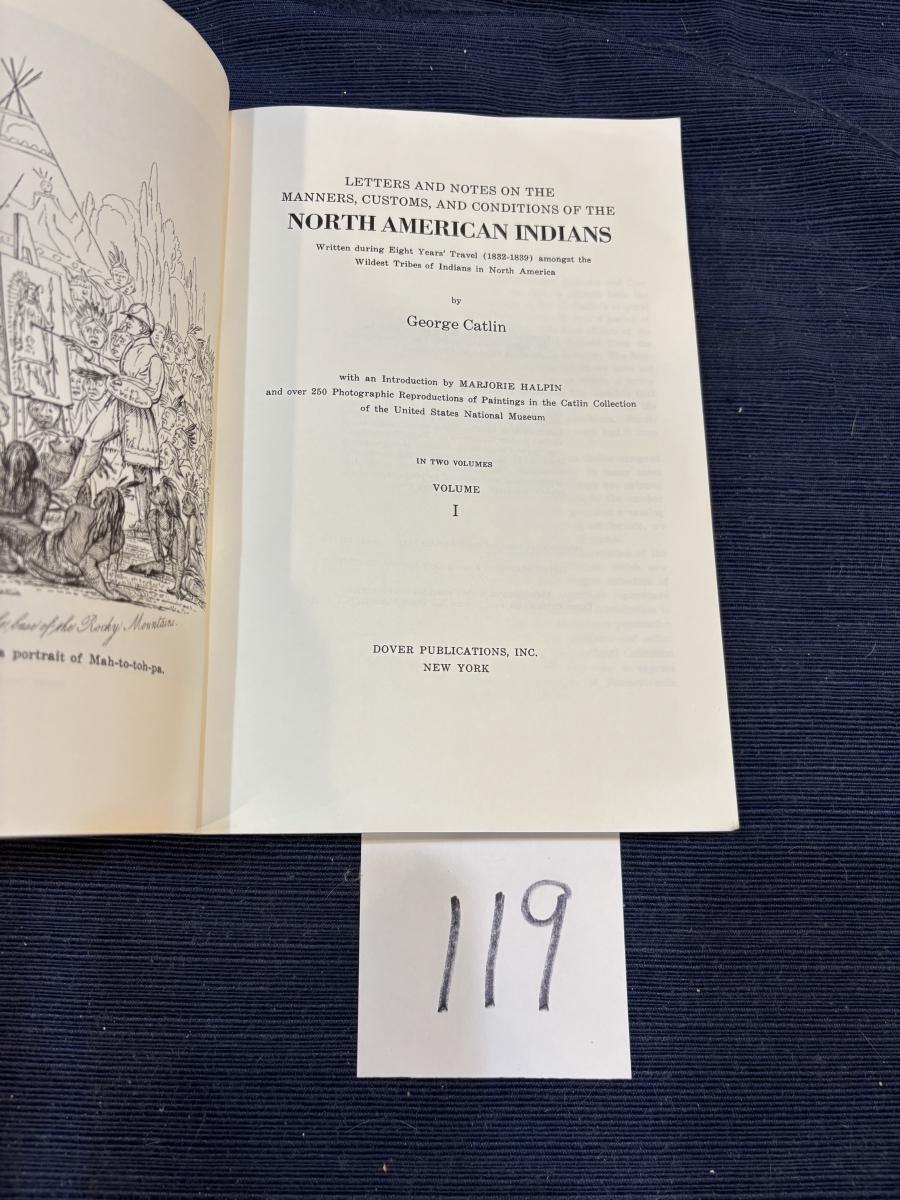 LETTERS AND NOTES ON THE
MANNERS, CUSTOMS, AND CONDITIONS OF THE
NORTH AMERICAN INDIANS
Written during Eight Years' Travel (1832-1839) amongst the
Wildest Tribes of Indians in North America
by
George Catlin
with an Introduction by MARJORIE HALPIN
and over 250 Photographic Reproductions of Paintings in the Catlin Collection
of the United States National Museum
IN TWO VOLUMES
VOLUME
I
DOVER PUBLICATIONS, INC.
NEW YORK
base of the Rocky Mountains.
portrait of Mah-to-toh-pa.
119